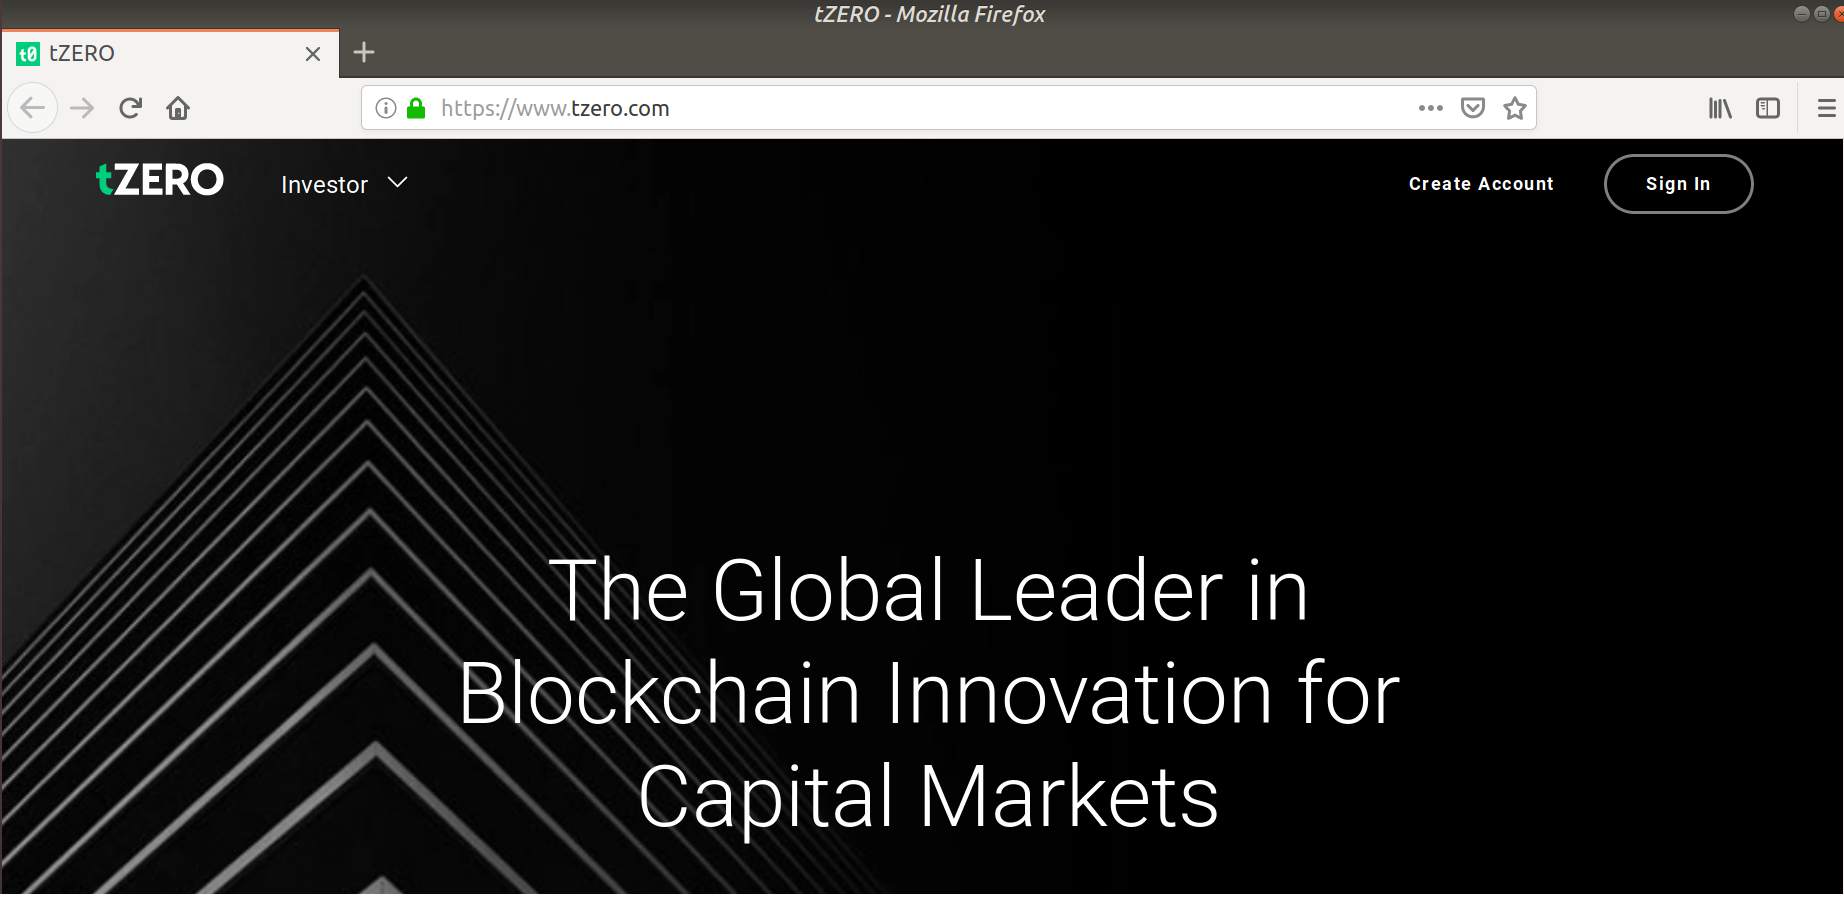 tZERO - Mozilla Firefox
t0 tZERO
https://www.tzero.com
tZERO Investor Create Account Sign In
The Global Leader in
Blockchain Innovation for
Capital Markets